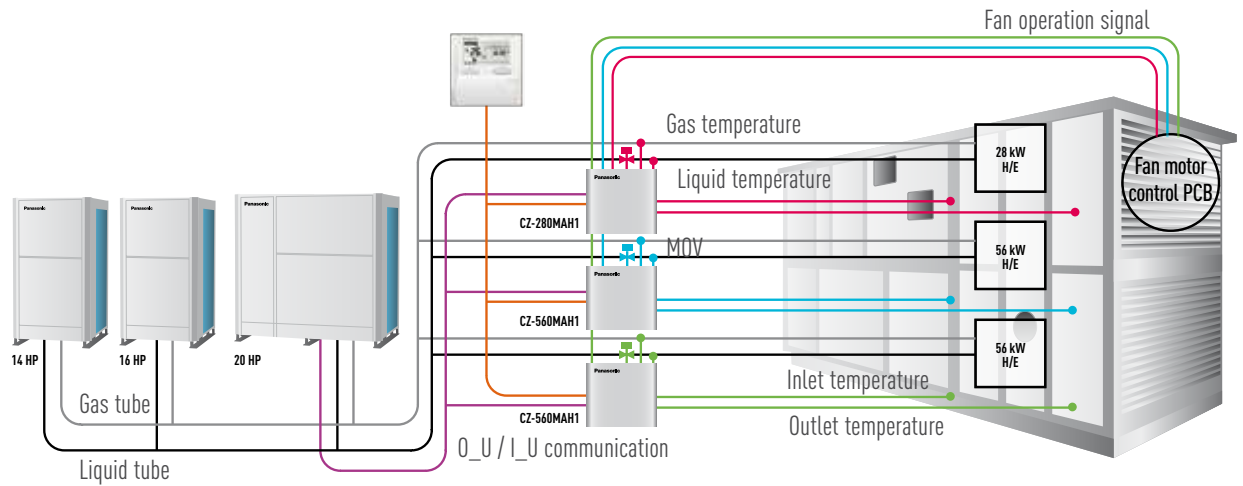 Fan operation signal
Gas temperature
28 kW
H/E
Fan motor
control PCB
Panasonic
Liquid temperature
Panasonic
Panasonic
Panasonic
CZ-280MAH1
MOV
56 kW
H/E
Panasonic
CZ-560MAH1
14 HP
16 HP
20 HP
56 kW
H/E
Panasonic
Inlet temperature
Gas tube
CZ-560MAH1
Outlet temperature
O_U / I_U communication
Liquid tube